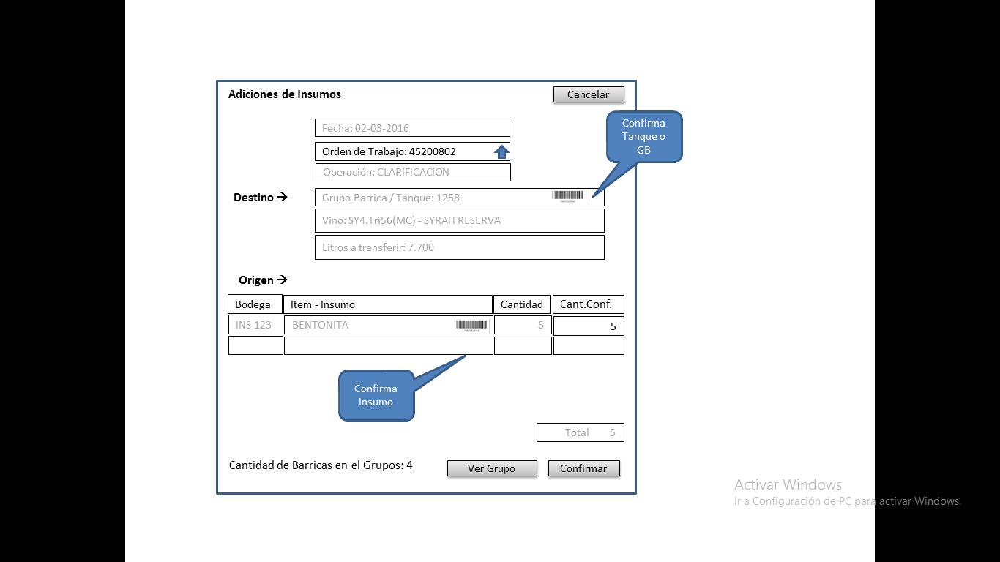 Adiciones de Insumos
Cancelar
Fecha: 02-03-2016
Confirma
Tanque o
GB
Orden de Trabajo: 45200802
Operación: CLARIFICACION
Destino →
Grupo Barrica / Tanque: 1258
Vino: SY4.Tri56(MC) - SYRAH RESERVA
Litros a transferir: 7.700
Origen →
Bodega Item - Insumo Cantidad Cant.Conf.
INS 123 BENTONITA 5 5
Confirma
Insumo
Total 5
Cantidad de Barricas en el Grupos: 4
Ver Grupo
Confirmar
Activar Windows
Ir a Configuración de PC para activar Windows.